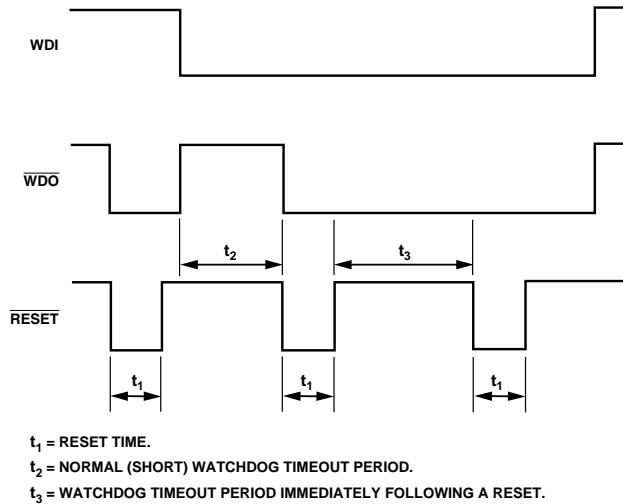 WDI
WDO
t2 t3
RESET
t1 t1 t1
t1 = RESET TIME.
t2 = NORMAL (SHORT) WATCHDOG TIMEOUT PERIOD.
t3 = WATCHDOG TIMEOUT PERIOD IMMEDIATELY FOLLOWING A RESET.